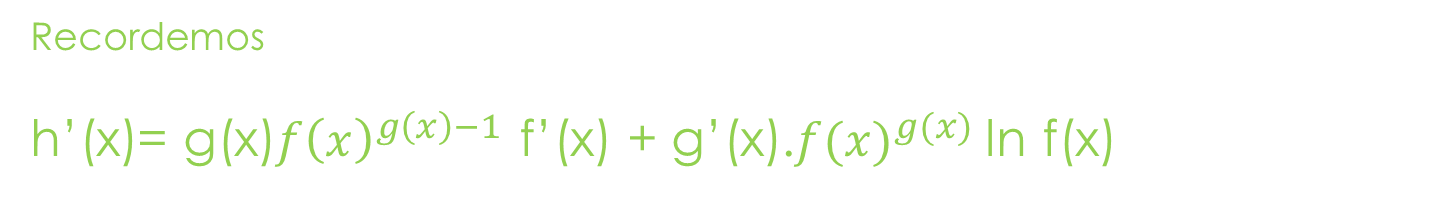 Recordemos
h’(x)= g(x)𝑓(𝑥)^{𝑔(𝑥)−1} f’(x) + g’(x).𝑓(𝑥)^{𝑔(𝑥)} ln f(x)